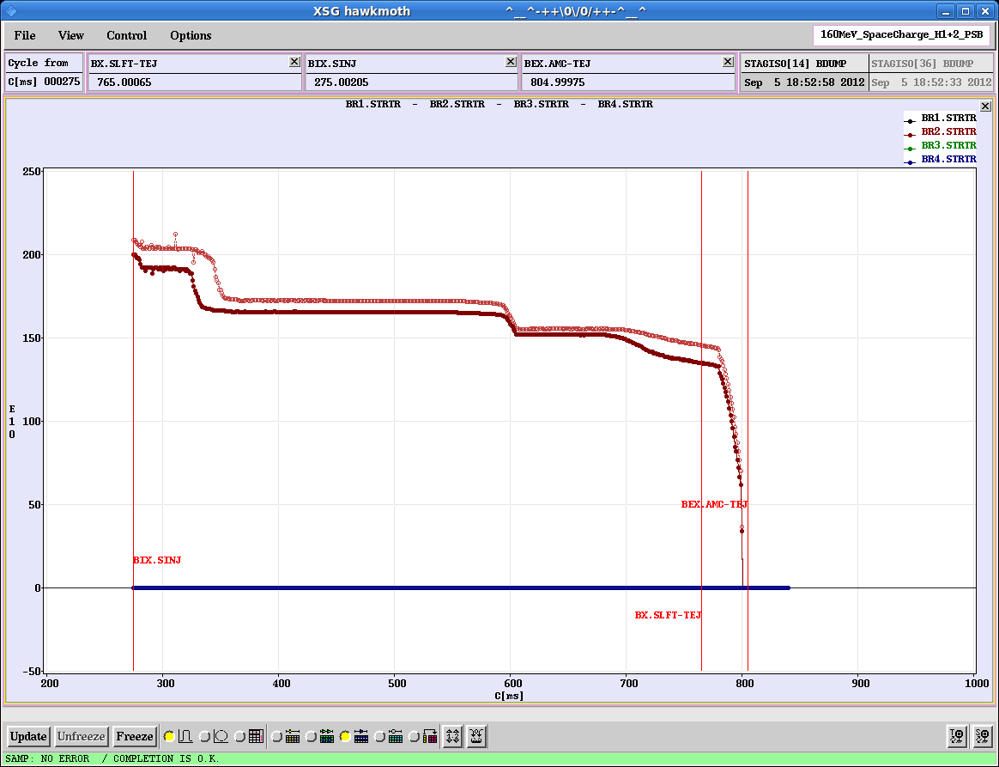 XSG hawkmoth ^__^-++\0\/0/++-^__^
File View Control Options 160MeV_SpaceCharge_H1+2_PSB
Cycle from BX.SLFT-TEJ BIX.SINJ BEX.AMC-TEJ STAGISO[14] BDUMP STAGISO[36] BDUMP
C[ms] 000275 765.00065 275.00205 804.99975 Sep 5 18:52:58 2012 Sep 5 18:52:33 2012
BR1.STRTR - BR2.STRTR - BR3.STRTR - BR4.STRTR
BR1.STRTR
BR2.STRTR
BR3.STRTR
BR4.STRTR
250
200
150
E
1
0
100
50
BEX.AMC-TEJ
BIX.SINJ
0
BX.SLFT-TEJ
-50
200 300 400 500 600 700 800 900 1000
C[ms]
Update Unfreeze Freeze
SAMP: NO ERROR / COMPLETION IS O.K.